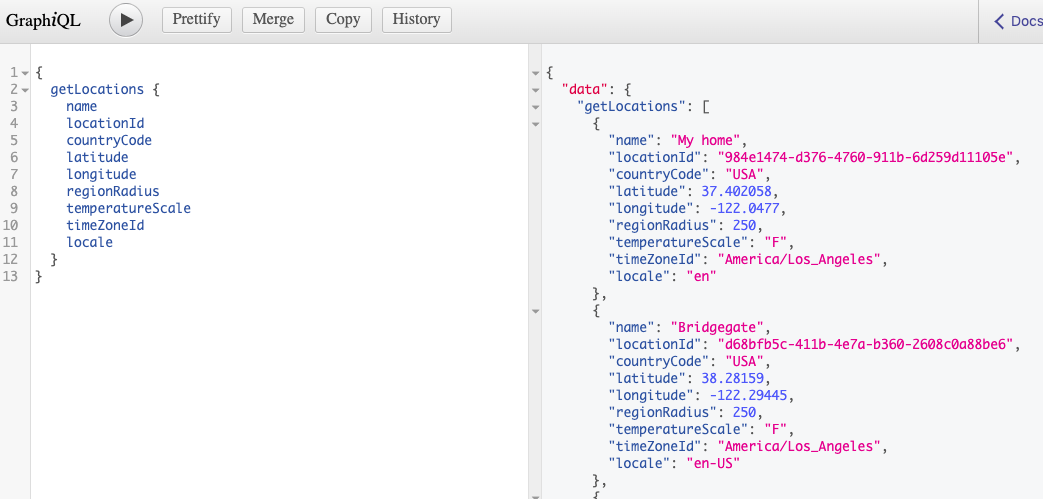 GraphiQL Prettify Merge Copy History Docs
1 {
2 getLocations {
3 name
4 locationId
5 countryCode
6 latitude
7 longitude
8 regionRadius
9 temperatureScale
10 timeZoneId
11 locale
12 }
13 }
{
"data": {
"getLocations": [
{
"name": "My home",
"locationId": "984e1474-d376-4760-911b-6d259d11105e",
"countryCode": "USA",
"latitude": 37.402058,
"longitude": -122.0477,
"regionRadius": 250,
"temperatureScale": "F",
"timeZoneId": "America/Los_Angeles",
"locale": "en"
},
{
"name": "Bridgegate",
"locationId": "d68bfb5c-411b-4e7a-b360-2608c0a88be6",
"countryCode": "USA",
"latitude": 38.28159,
"longitude": -122.29445,
"regionRadius": 250,
"temperatureScale": "F",
"timeZoneId": "America/Los_Angeles",
"locale": "en-US"
},
{